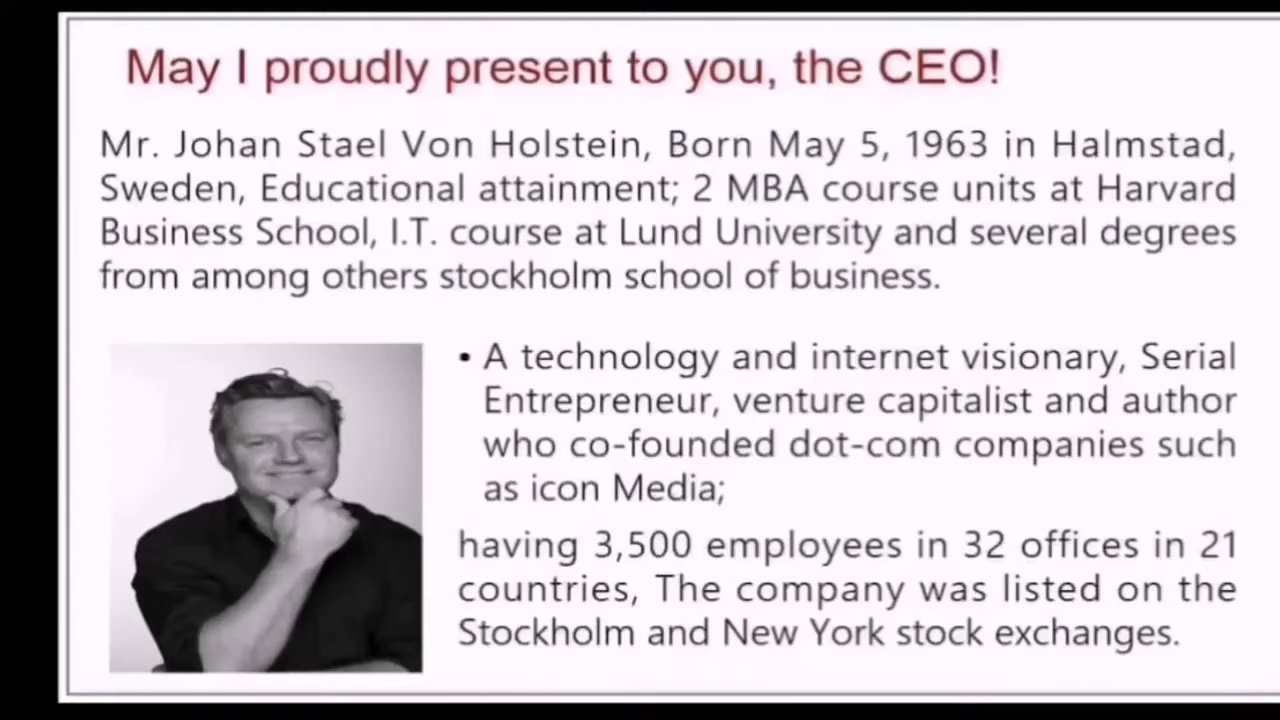 May I proudly present to you, the CEO!
Mr. Johan Stael Von Holstein, Born May 5, 1963 in Halmstad,
Sweden, Educational attainment; 2 MBA course units at Harvard
Business School, I.T. course at Lund University and several degrees
from among others stockholm school of business.
• A technology and internet visionary, Serial
Entrepreneur, venture capitalist and author
who co-founded dot-com companies such
as icon Media;
having 3,500 employees in 32 offices in 21
countries, The company was listed on the
Stockholm and New York stock exchanges.